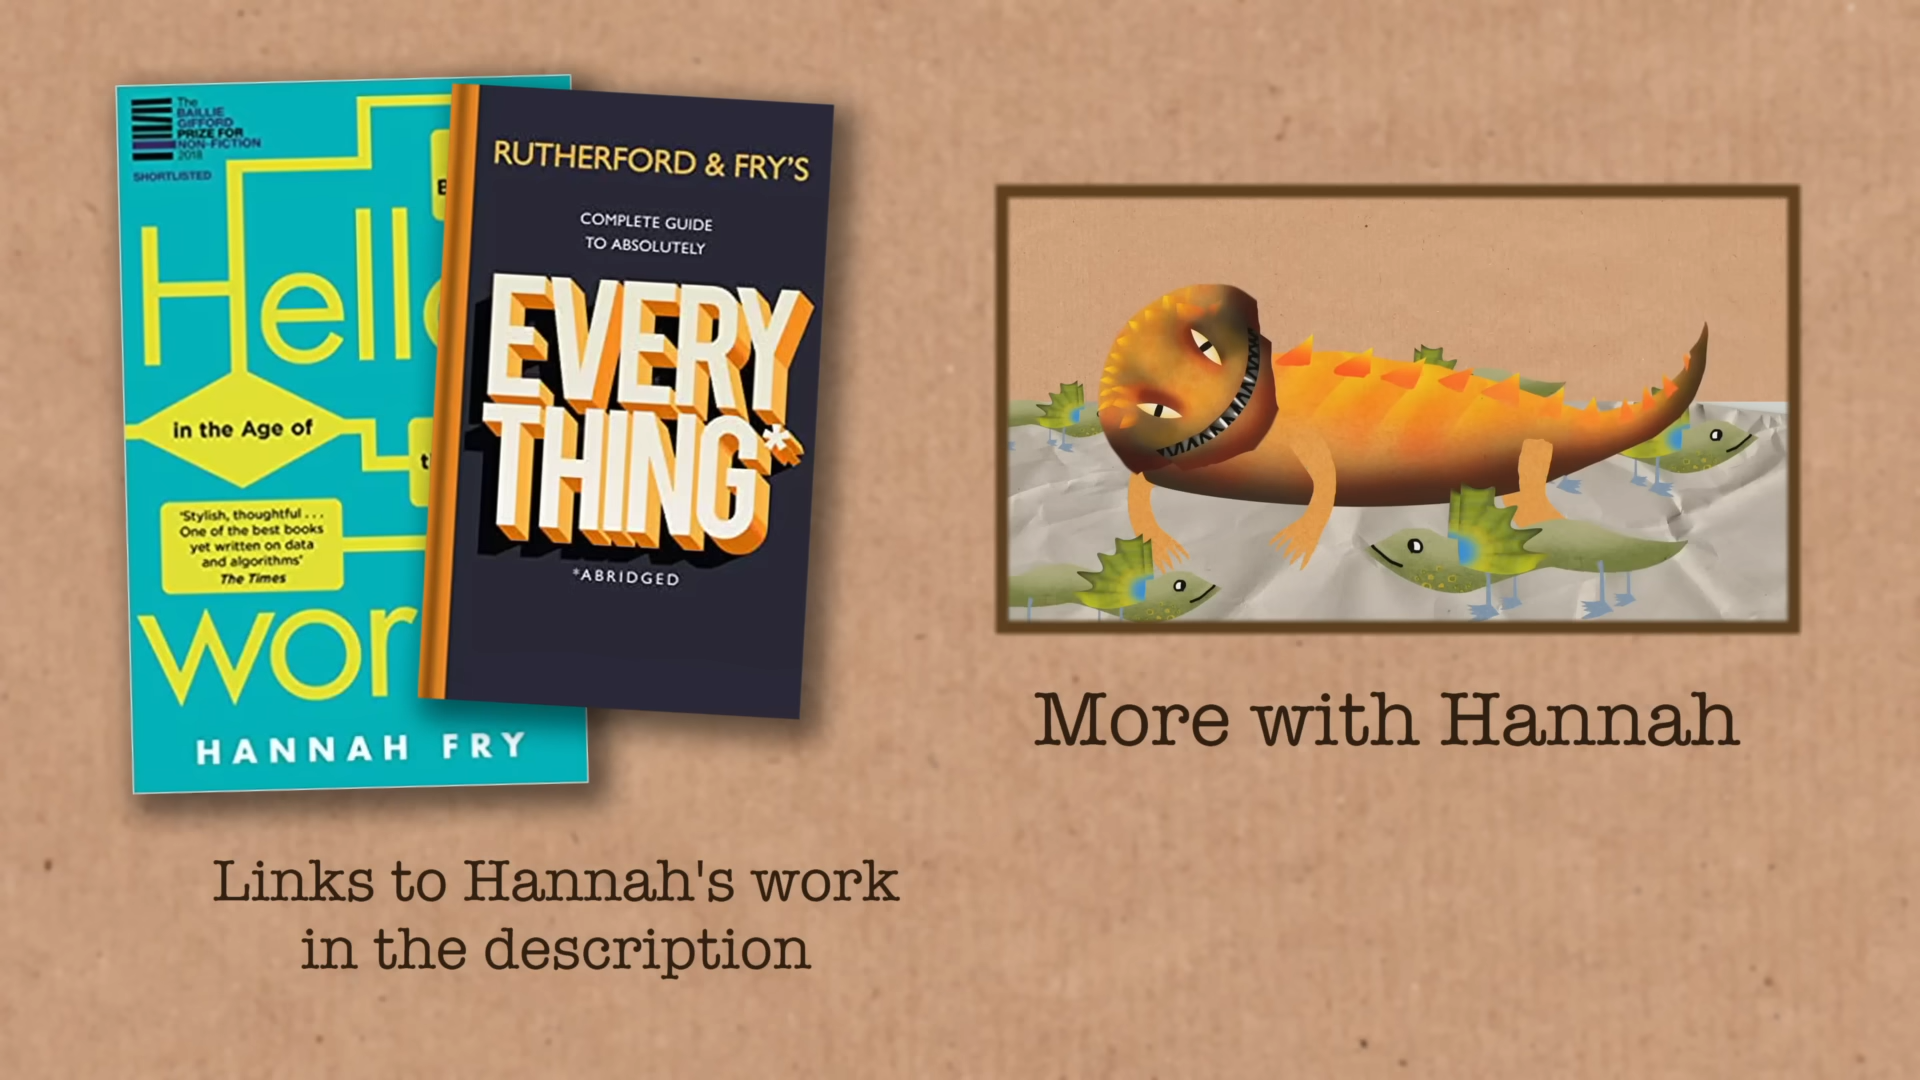 The
BAILLIE
GIFFORD
PRIZE FOR
NON-FICTION
2018
SHORTLISTED
Hello
in the Age of
'Stylish, thoughtful . . .
One of the best books
yet written on data
and algorithms'
The Times
wor
HANNAH FRY
RUTHERFORD & FRY'S
COMPLETE GUIDE
TO ABSOLUTELY
EVERY
THING*
*ABRIDGED
More with Hannah
Links to Hannah's work
in the description